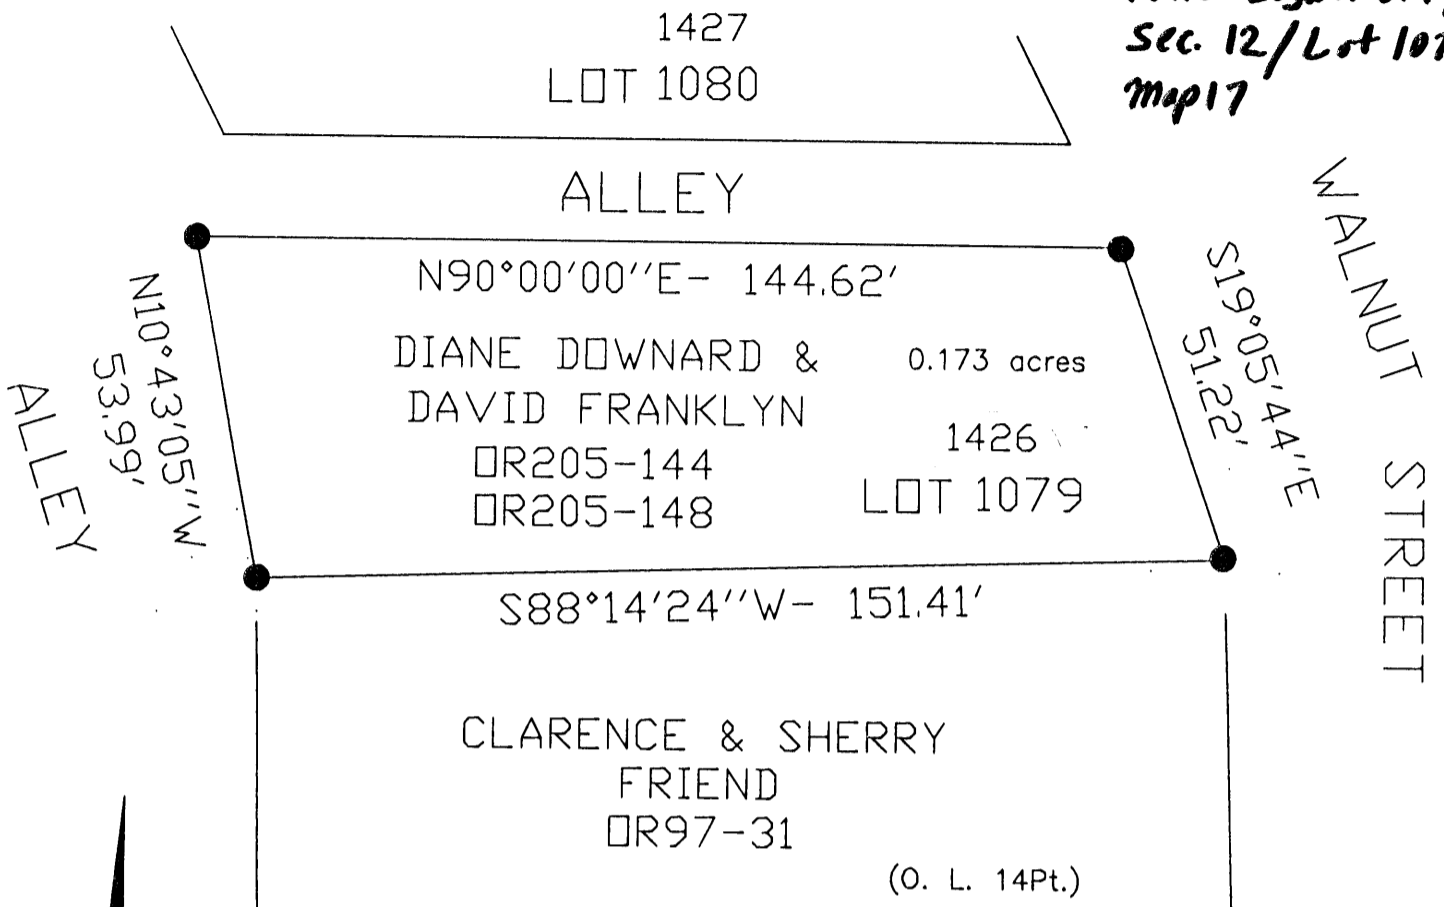 Sec. 12/Lot 107
Map 17
1427
LOT 1080
ALLEY
N90°00'00"E- 144.62'
S19°05'44"E
51.22'
WALNUT STREET
N10°43'05"W
53.99'
ALLEY
DIANE DOWNARD &
DAVID FRANKLYN
OR205-144
OR205-148
0.173 acres
1426
LOT 1079
S88°14'24"W- 151.41'
CLARENCE & SHERRY
FRIEND
OR97-31
(O. L. 14Pt.)